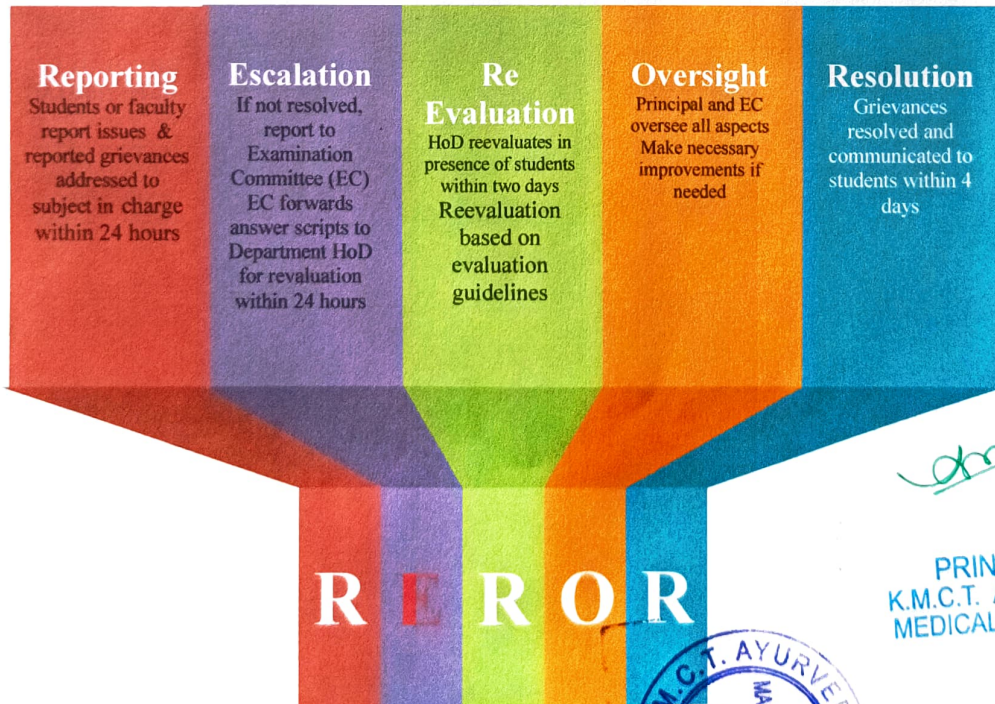 Reporting
Students or faculty
report issues &
reported grievances
addressed to
subject in charge
within 24 hours
Escalation
If not resolved,
report to
Examination
Committee (EC)
EC forwards
answer scripts to
Department HoD
for revaluation
within 24 hours
Re
Evaluation
HoD reevaluates in
presence of students
within two days
Reevaluation
based on
evaluation
guidelines
Oversight
Principal and EC
oversee all aspects
Make necessary
improvements if
needed
Resolution
Grievances
resolved and
communicated to
students within 4
days
R E R O R
PRIN
K.M.C.T.
MEDICAL
M.C.T. AYURVE
MA